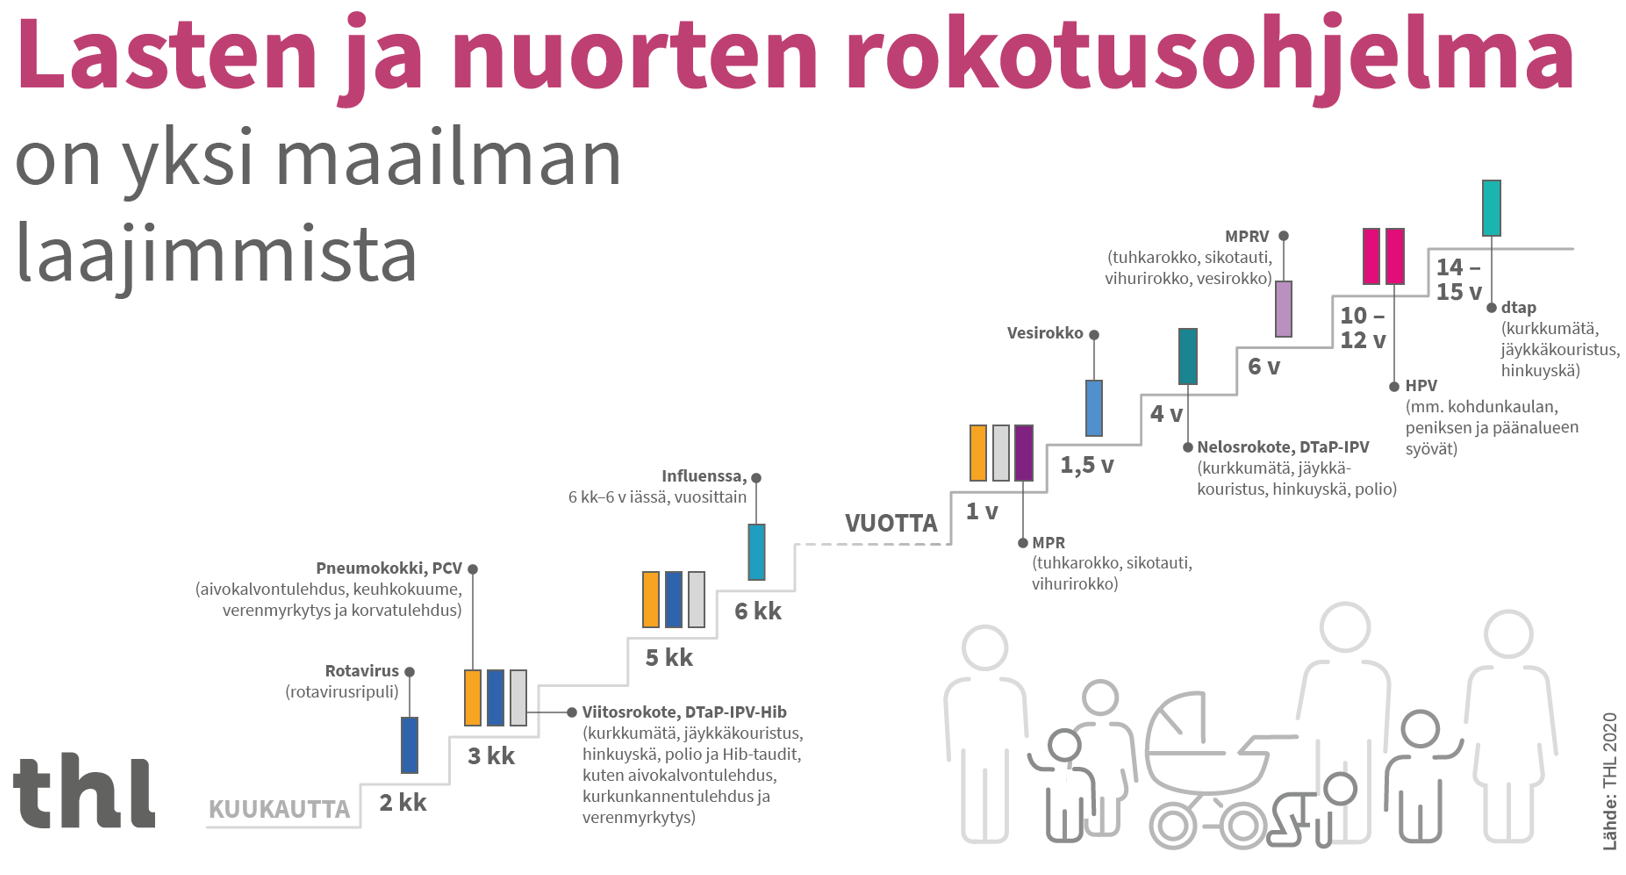 Lasten ja nuorten rokotusohjelma
on yksi maailman
laajimmista
KUUKAUTTA
2 kk
Rotavirus
(rotavirusripuli)
3 kk
Pneumokokki, PCV
(aivokalvontulehdus, keuhkokuume,
verenmyrkytys ja korvatulehdus)
Viitosrokote, DTaP-IPV-Hib
(kurkkumätä, jäykkäkouristus,
hinkuyskä, polio ja Hib-taudit,
kuten aivokalvontulehdus,
kurkunkannentulehdus ja
verenmyrkytys)
5 kk
6 kk
Influenssa,
6 kk–6 v iässä, vuosittain
VUOTTA
1 v
MPR
(tuhkarokko, sikotauti,
vihurirokko)
1,5 v
Vesirokko
4 v
Nelosrokote, DTaP-IPV
(kurkkumätä, jäykkä-
kouristus, hinkuyskä, polio)
6 v
MPRV
(tuhkarokko, sikotauti,
vihurirokko, vesirokko)
10 –
12 v
HPV
(mm. kohdunkaulan,
peniksen ja päänalueen
syövät)
14 –
15 v
dtap
(kurkkumätä,
jäykkäkouristus,
hinkuyskä)
thl
Lähde: THL 2020